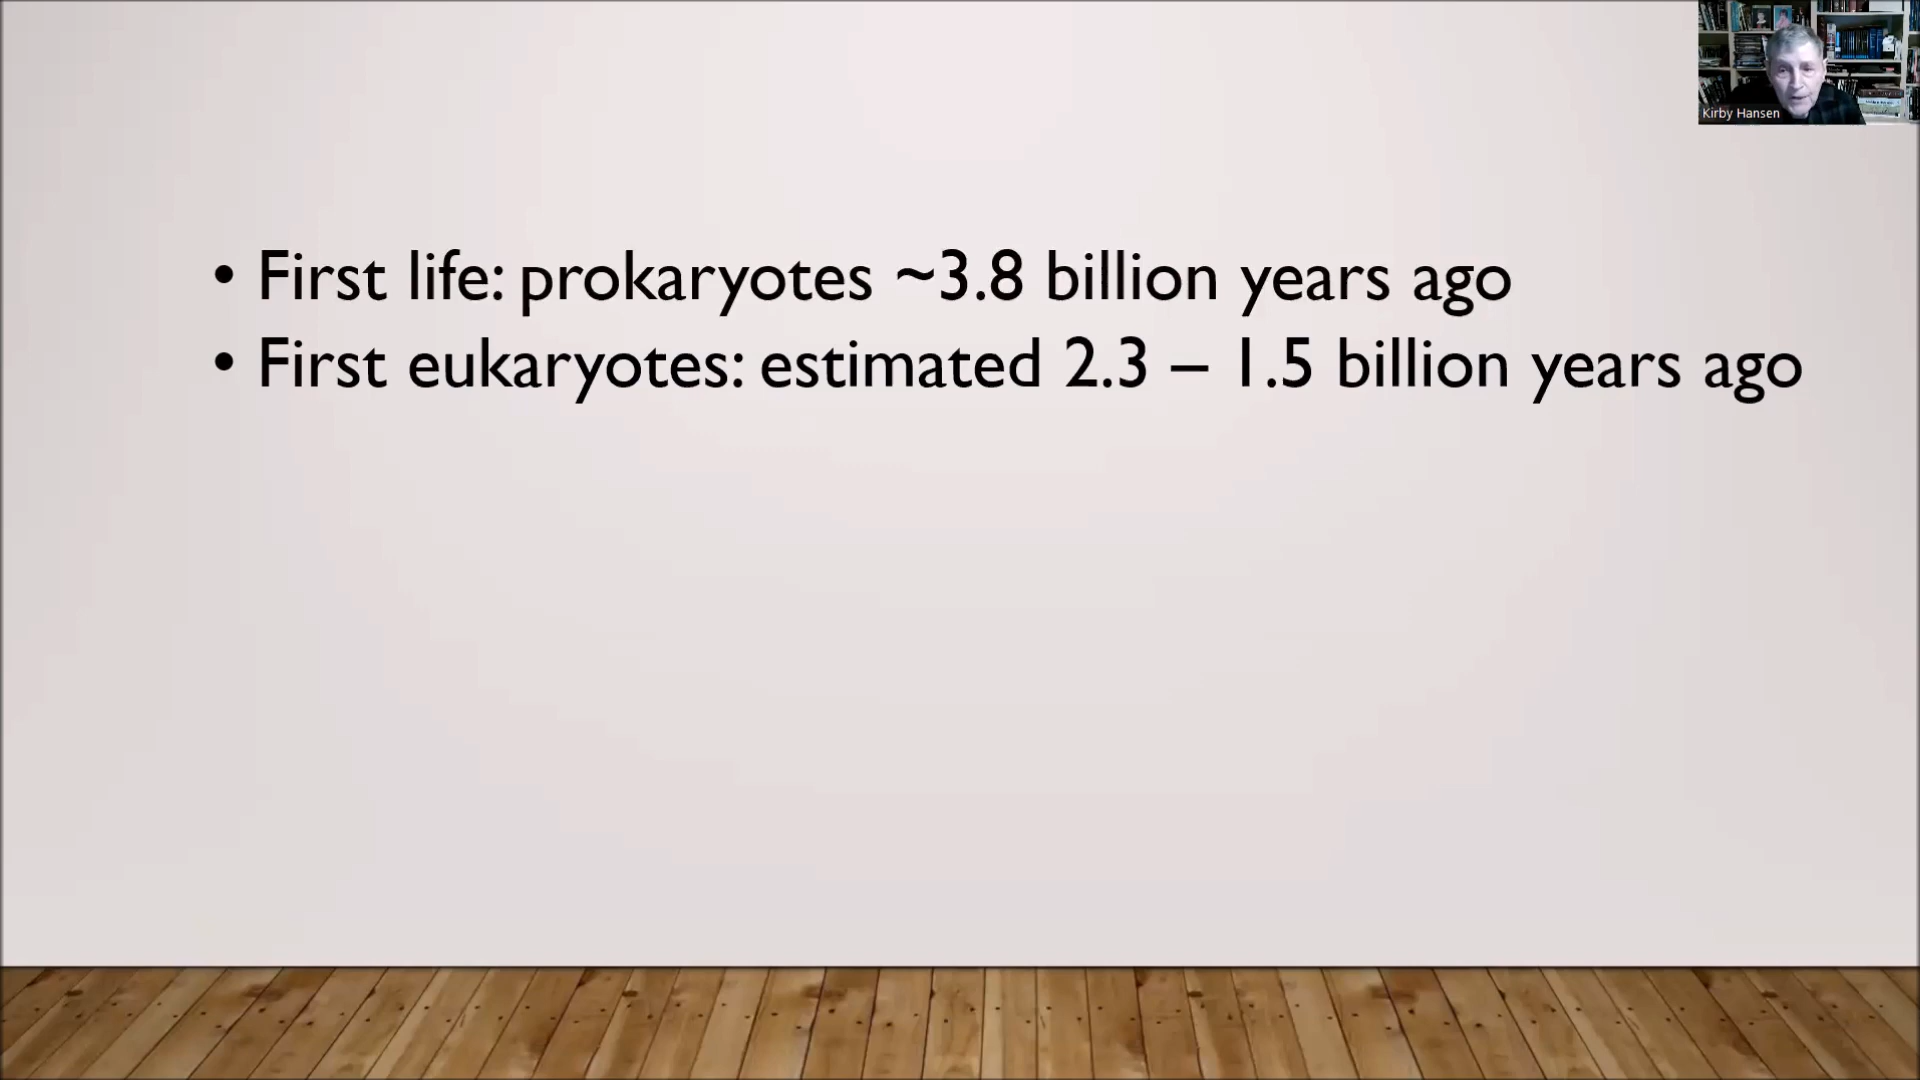 Kirby Hansen
• First life: prokaryotes ~3.8 billion years ago
• First eukaryotes: estimated 2.3 – 1.5 billion years ago